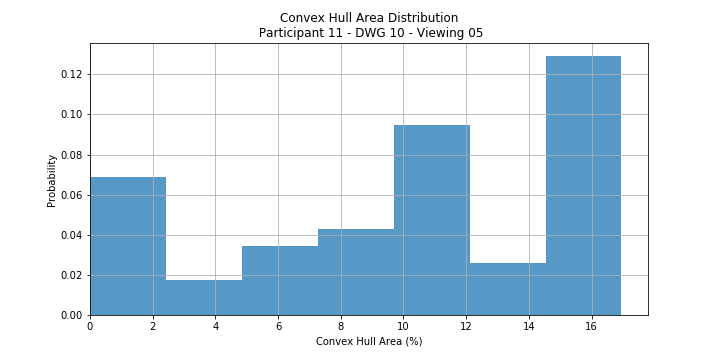 Convex Hull Area Distribution
Participant 11 - DWG 10 - Viewing 05
Probability
0.12
0.10
0.08
0.06
0.04
0.02
0.00
0 2 4 6 8 10 12 14 16
Convex Hull Area (%)